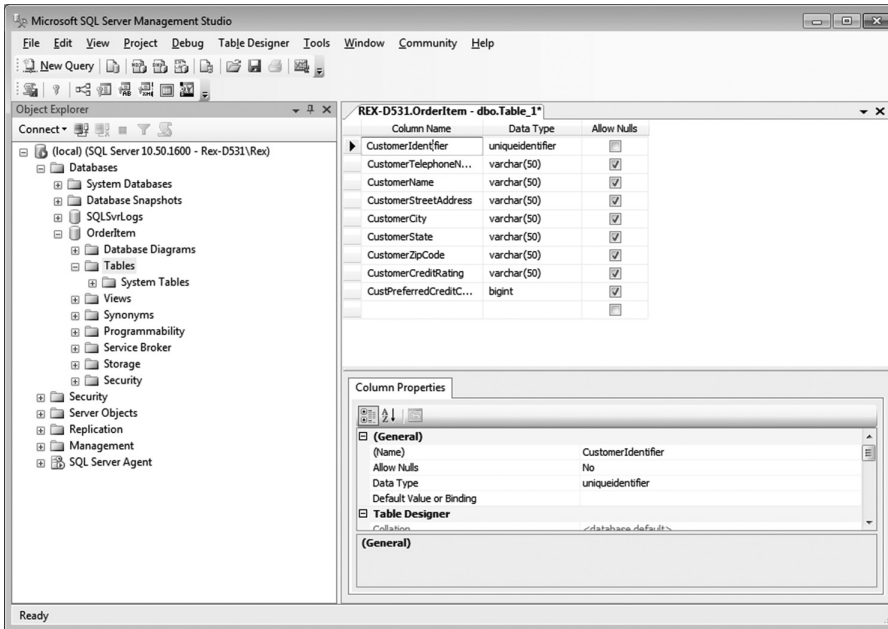 Microsoft SQL Server Management Studio
File Edit View Project Debug Table Designer Tools Window Community Help
New Query
Object Explorer
Connect
(local) (SQL Server 10.50.1600 - Rex-D531\Rex)
Databases
System Databases
Database Snapshots
SQLSvrLogs
OrderItem
Database Diagrams
Tables
System Tables
Views
Synonyms
Programmability
Service Broker
Storage
Security
Security
Server Objects
Replication
Management
SQL Server Agent
REX-D531.OrderItem - dbo.Table_1*
Column Name Data Type Allow Nulls
CustomerIdentifier uniqueidentifier
CustomerTelephoneN... varchar(50)
CustomerName varchar(50)
CustomerStreetAddress varchar(50)
CustomerCity varchar(50)
CustomerState varchar(50)
CustomerZipCode varchar(50)
CustomerCreditRating varchar(50)
CustPreferredCreditC... bigint
Column Properties
(General)
(Name) CustomerIdentifier
Allow Nulls No
Data Type uniqueidentifier
Default Value or Binding
Table Designer
Collation <database default>
(General)
Ready